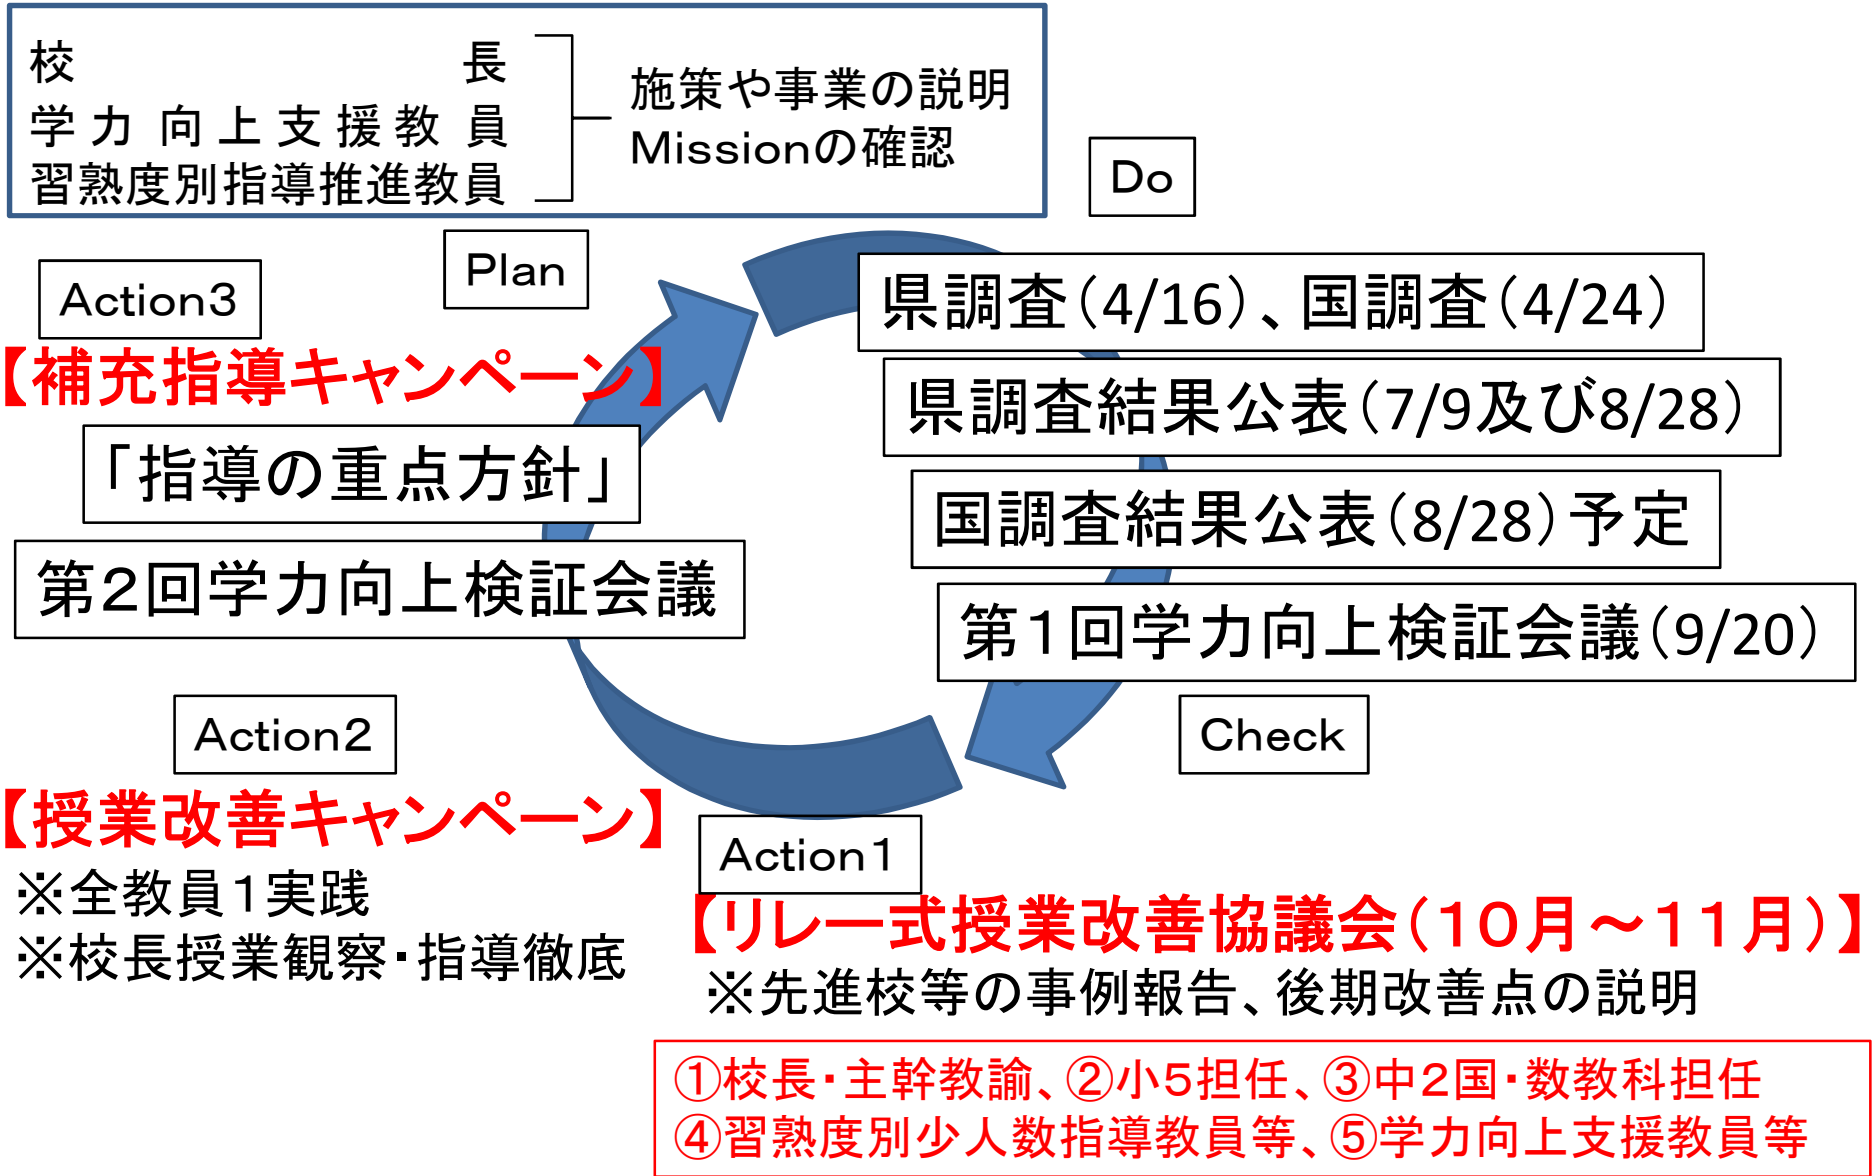 校長
学力向上支援教員
習熟度別指導推進教員
施策や事業の説明
Missionの確認
Do
Plan
Action3
県調査(4/16)、国調査(4/24)
【補充指導キャンペーン】
県調査結果公表(7/9及び8/28)
「指導の重点方針」
国調査結果公表(8/28)予定
第2回学力向上検証会議
第1回学力向上検証会議(9/20)
Action2
Check
【授業改善キャンペーン】
※全教員1実践
※校長授業観察・指導徹底
Action1
【リレー式授業改善協議会(10月～11月)】
※先進校等の事例報告、後期改善点の説明
①校長・主幹教諭、②小5担任、③中2国・数教科担任
④習熟度別少人数指導教員等、⑤学力向上支援教員等